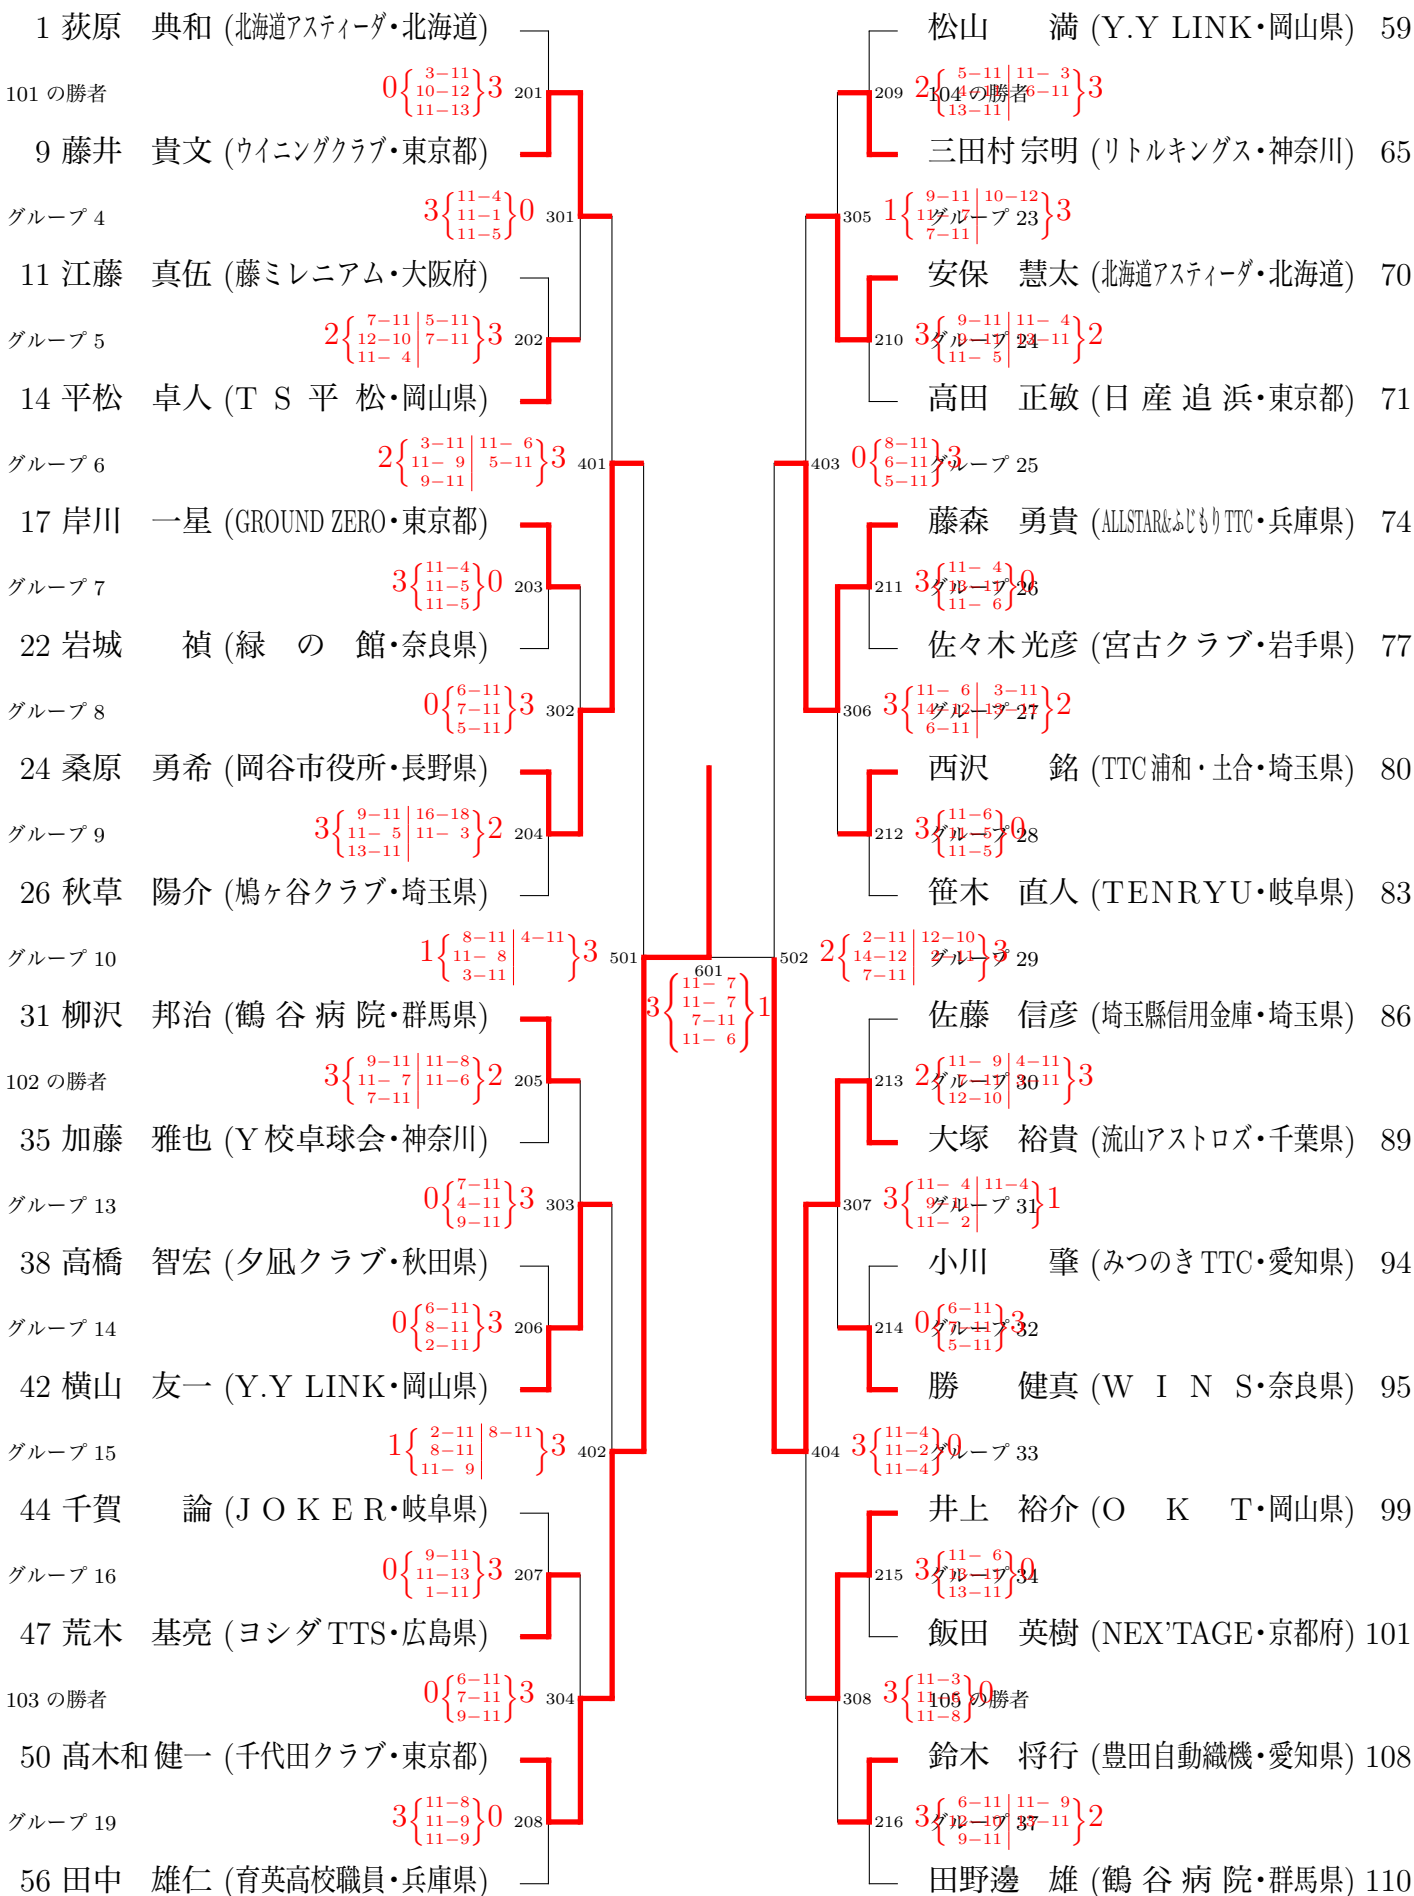 1 荻原　典和 (北海道アスティーダ・北海道)
101 の勝者
0 { 3−11 10−12 11−13 } 3 201
9 藤井　貴文 (ウイニングクラブ・東京都)
グループ 4
3 { 11−4 11−1 11−5 } 0 301
11 江藤　真伍 (藤ミレニアム・大阪府)
グループ 5
2 { 7−11 12−10 11− 4 | 5−11 7−11 } 3 202
14 平松　卓人 (T S 平 松・岡山県)
グループ 6
2 { 3−11 11− 9 9−11 | 11− 6 5−11 } 3 401
17 岸川　一星 (GROUND ZERO・東京都)
グループ 7
3 { 11−4 11−5 11−5 } 0 203
22 岩城　禎 (緑 の 館・奈良県)
グループ 8
0 { 6−11 7−11 5−11 } 3 302
24 桑原　勇希 (岡谷市役所・長野県)
グループ 9
3 { 9−11 11− 5 13−11 | 16−18 11− 3 } 2 204
26 秋草　陽介 (鳩ヶ谷クラブ・埼玉県)
グループ 10
1 { 8−11 11− 8 3−11 | 4−11 } 3 501
31 柳沢　邦治 (鶴 谷 病 院・群馬県)
102 の勝者
3 { 9−11 11− 7 7−11 | 11−8 11−6 } 2 205
35 加藤　雅也 (Y 校卓球会・神奈川)
グループ 13
0 { 7−11 4−11 9−11 } 3 303
38 高橋　智宏 (夕凪クラブ・秋田県)
グループ 14
0 { 6−11 8−11 2−11 } 3 206
42 横山　友一 (Y.Y LINK・岡山県)
グループ 15
1 { 2−11 8−11 11− 9 | 8−11 } 3 402
44 千賀　論 (J O K E R・岐阜県)
グループ 16
0 { 9−11 11−13 1−11 } 3 207
47 荒木　基亮 (ヨシダ TTS・広島県)
103 の勝者
0 { 6−11 7−11 9−11 } 3 304
50 髙木和健一 (千代田クラブ・東京都)
グループ 19
3 { 11−8 11−9 11−9 } 0 208
56 田中　雄仁 (育英高校職員・兵庫県)
601
3 { 11− 7 11− 7 7−11 11− 6 } 1
松山　満 (Y.Y LINK・岡山県) 59
209 2 { 5−11 13−11 | 11− 3 6−11 } 3
104 の勝者
三田村宗明 (リトルキングス・神奈川) 65
305 1 { 9−11 7−11 | 10−12 } 3
グループ 23
安保　慧太 (北海道アスティーダ・北海道) 70
210 3 { 9−11 9−11 11− 5 | 11− 4 13−11 } 2
グループ 24
高田　正敏 (日 産 追 浜・東京都) 71
403 0 { 8−11 6−11 5−11 } 3
グループ 25
藤森　勇貴 (ALLSTAR&ふじもり TTC・兵庫県) 74
211 3 { 11− 4 13−11 11− 6 } 0
グループ 26
佐々木光彦 (宮古クラブ・岩手県) 77
306 3 { 11− 6 14−12 6−11 | 3−11 13−11 } 2
グループ 27
西沢　銘 (TTC 浦和・土合・埼玉県) 80
212 3 { 11−6 11−5 11−5 } 0
グループ 28
笹木　直人 (TENRYU・岐阜県) 83
502 2 { 2−11 14−12 7−11 | 12−10 2−11 } 3
グループ 29
佐藤　信彦 (埼玉縣信用金庫・埼玉県) 86
213 2 { 11− 9 7−11 12−10 | 4−11 } 3
グループ 30
大塚　裕貴 (流山アストロズ・千葉県) 89
307 3 { 11− 4 9−11 11− 2 | 11−4 } 1
グループ 31
小川　肇 (みつのき TTC・愛知県) 94
214 0 { 6−11 7−11 5−11 } 3
グループ 32
勝　健真 (W I N S・奈良県) 95
404 3 { 11−4 11−2 11−4 } 0
グループ 33
井上　裕介 (O K T・岡山県) 99
215 3 { 11− 6 13−11 13−11 } 0
グループ 34
飯田　英樹 (NEX'TAGE・京都府) 101
308 3 { 11−3 11−8 } 0
105 の勝者
鈴木　将行 (豊田自動織機・愛知県) 108
216 3 { 6−11 12−10 9−11 | 11− 9 13−11 } 2
グループ 37
田野邊　雄 (鶴 谷 病 院・群馬県) 110